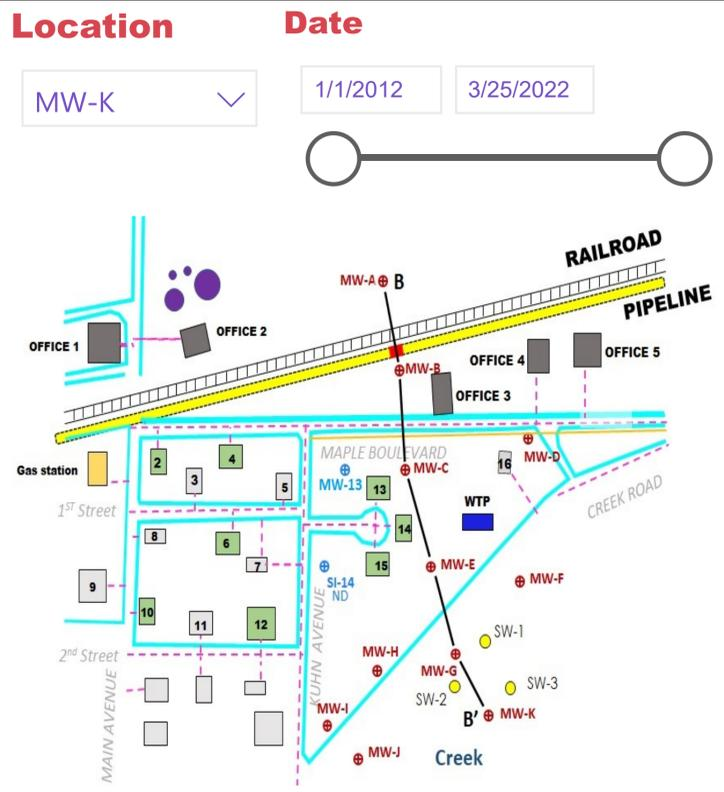 Location
Date
MW-K
1/1/2012
3/25/2022
RAILROAD
MW-A
B
PIPELINE
OFFICE 1
OFFICE 2
OFFICE 4
OFFICE 5
MW-B
OFFICE 3
MAPLE BOULEVARD
MW-D
Gas station
2
4
MW-C
16
3
5
MW-13
13
CREEK ROAD
WTP
1ST Street
8
6
14
7
15
MW-E
MW-F
9
SI-14
ND
10
11
12
KUHN AVENUE
SW-1
2nd Street
MW-H
MW-G
SW-2
SW-3
MAIN AVENUE
MW-I
B'
MW-K
MW-J
Creek